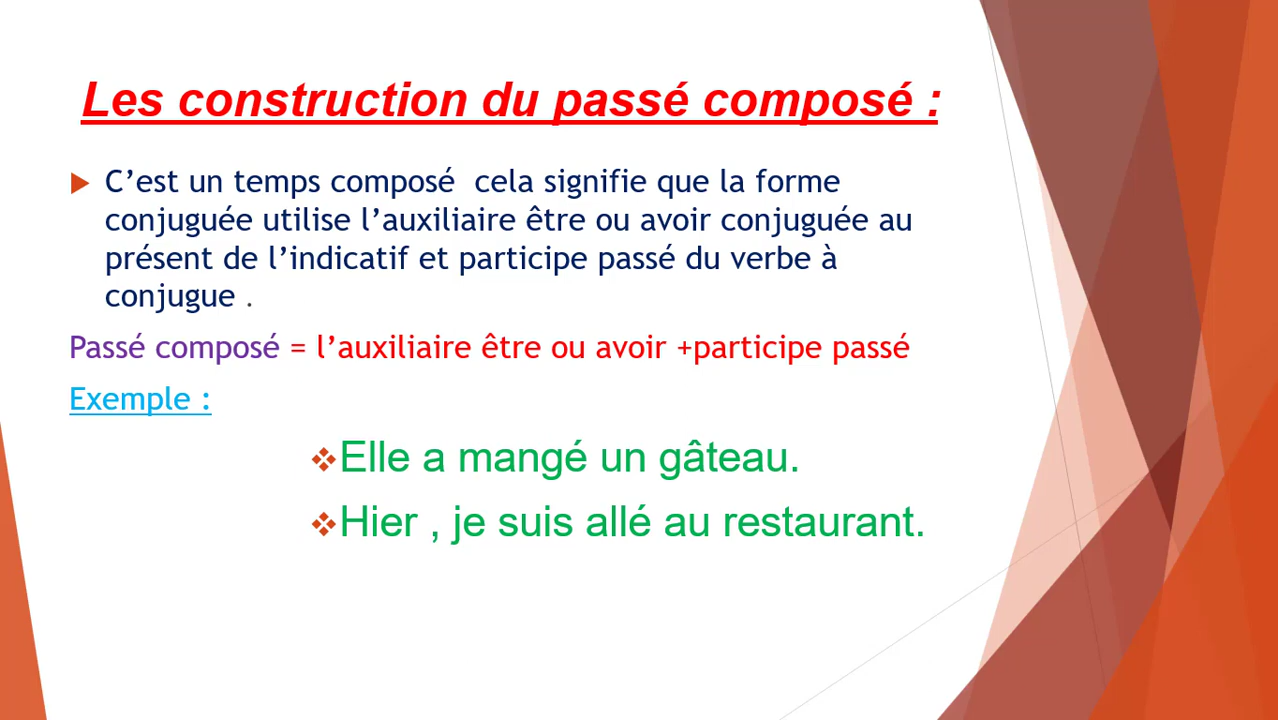 Les construction du passé composé :
C’est un temps composé  cela signifie que la forme
conjuguée utilise l’auxiliaire être ou avoir conjuguée au
présent de l’indicatif et participe passé du verbe à
conjugue .
Passé composé = l’auxiliaire être ou avoir +participe passé
Exemple :
Elle a mangé un gâteau.
Hier , je suis allé au restaurant.